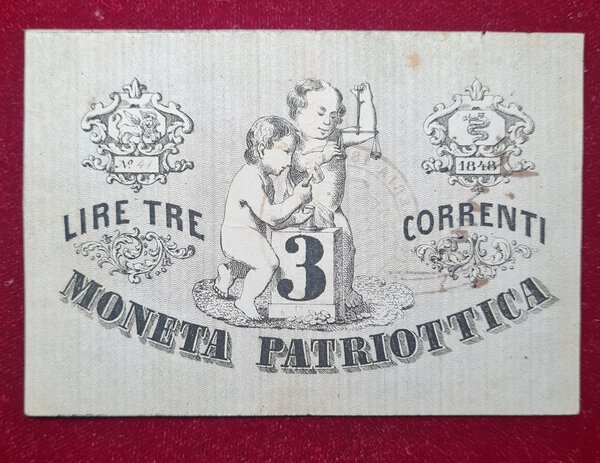 No. 41
1848
LIRE TRE
CORRENTI
3
MONETA PATRIOTTICA